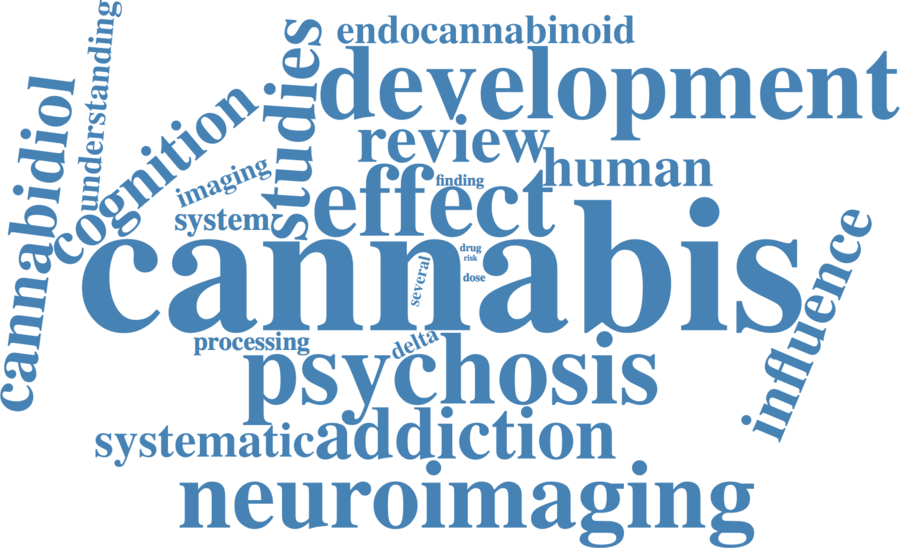 endocannabinoid
understanding
studies
development
cannabidiol
cognition
review
human
imaging
finding
effect
system
cannabis
drug
risk
several
dose
influence
processing
delta
psychosis
systematic
addiction
neuroimaging